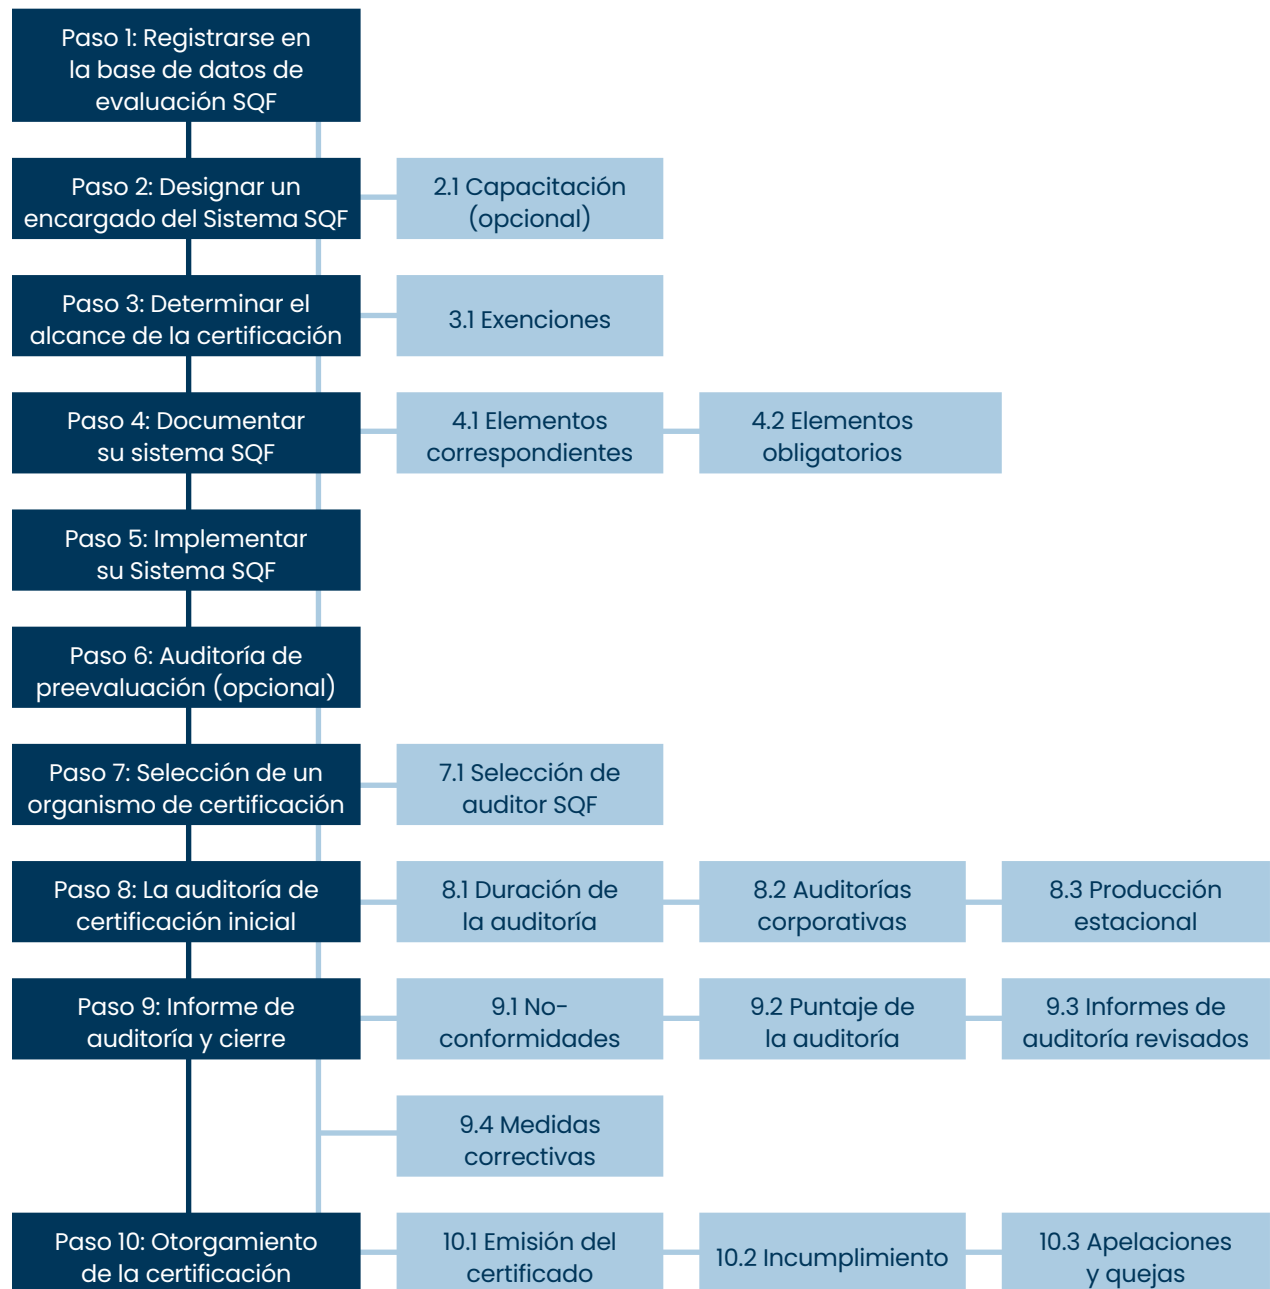 Paso 1: Registrarse en
la base de datos de
evaluación SQF
Paso 2: Designar un
encargado del Sistema SQF
2.1 Capacitación
(opcional)
Paso 3: Determinar el
alcance de la certificación
3.1 Exenciones
Paso 4: Documentar
su sistema SQF
4.1 Elementos
correspondientes
4.2 Elementos
obligatorios
Paso 5: Implementar
su Sistema SQF
Paso 6: Auditoría de
preevaluación (opcional)
Paso 7: Selección de un
organismo de certificación
7.1 Selección de
auditor SQF
Paso 8: La auditoría de
certificación inicial
8.1 Duración de
la auditoría
8.2 Auditorías
corporativas
8.3 Producción
estacional
Paso 9: Informe de
auditoría y cierre
9.1 No-
conformidades
9.2 Puntaje de
la auditoría
9.3 Informes de
auditoría revisados
9.4 Medidas
correctivas
Paso 10: Otorgamiento
de la certificación
10.1 Emisión del
certificado
10.2 Incumplimiento
10.3 Apelaciones
y quejas